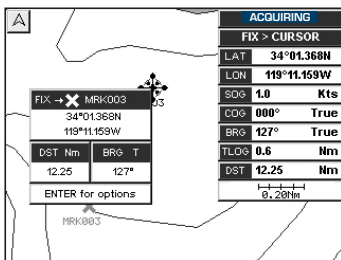 A
ACQUIRING
FIX > CURSOR
LAT 34°01.368N
LON 119°11.159W
SOG 1.0 Kts
COG 000° True
BRG 127° True
TLOG 0.6 Nm
DST 12.25 Nm
0.20Nm
03
FIX → MRK003
34°01.368N
119°11.159W
DST Nm BRG T
12.25 127°
ENTER for options
MRK003